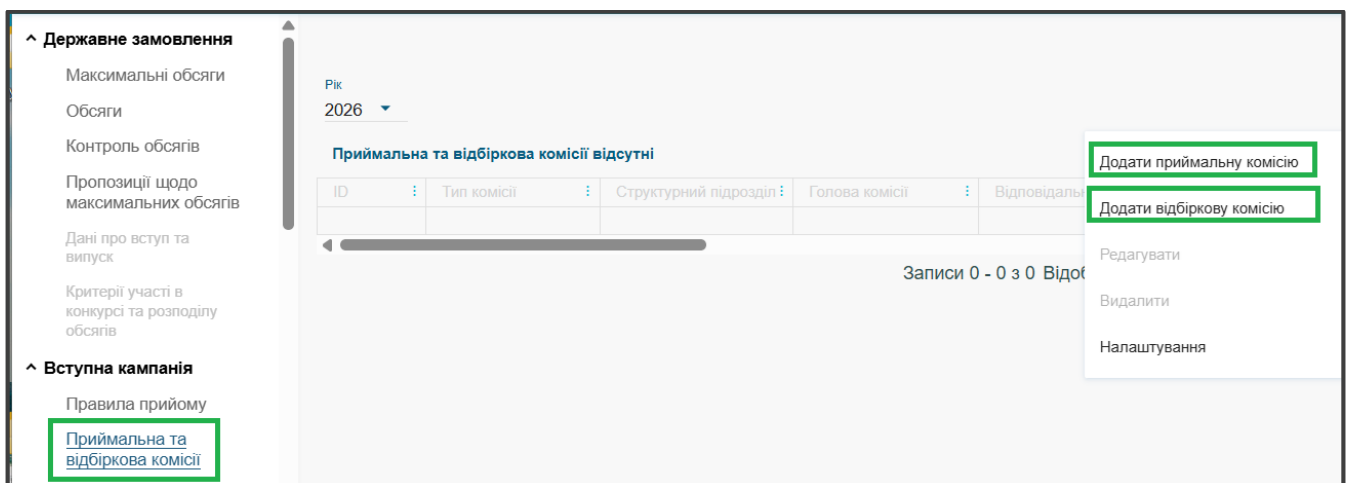 Державне замовлення
Максимальні обсяги
Обсяги
Контроль обсягів
Пропозиції щодо
максимальних обсягів
Дані про вступ та
випуск
Критерії участі в
конкурсі та розподілу
обсягів
Вступна кампанія
Правила прийому
Приймальна та
відбіркова комісії
Рік
2026
Приймальна та відбіркова комісії відсутні
ID Тип комісії Структурний підрозділ Голова комісії
Записи 0 - 0 з 0
Додати приймальну комісію
Додати відбіркову комісію
Редагувати
Видалити
Налаштування